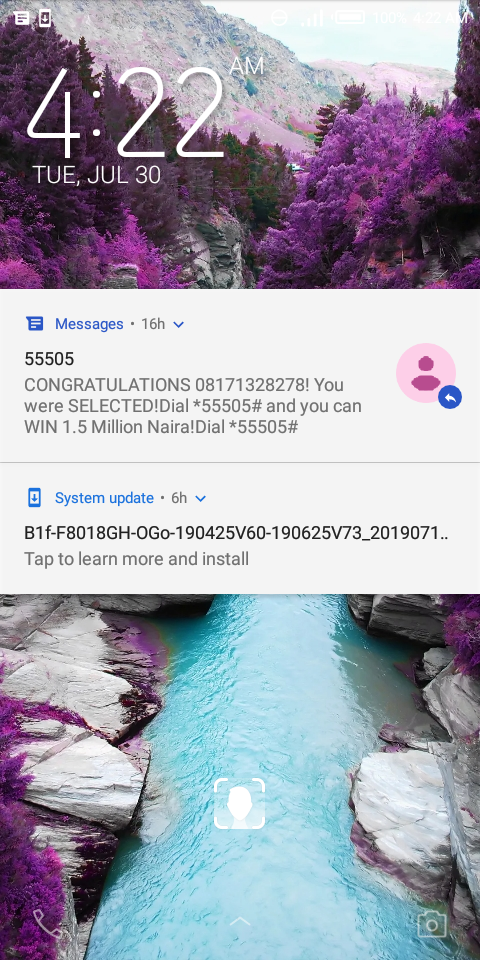 100% 4:22 AM
4:22 AM
TUE, JUL 30
Messages • 16h
55505
CONGRATULATIONS 08171328278! You
were SELECTED!Dial *55505# and you can
WIN 1.5 Million Naira!Dial *55505#
System update • 6h
B1f-F8018GH-OGo-190425V60-190625V73_2019071..
Tap to learn more and install